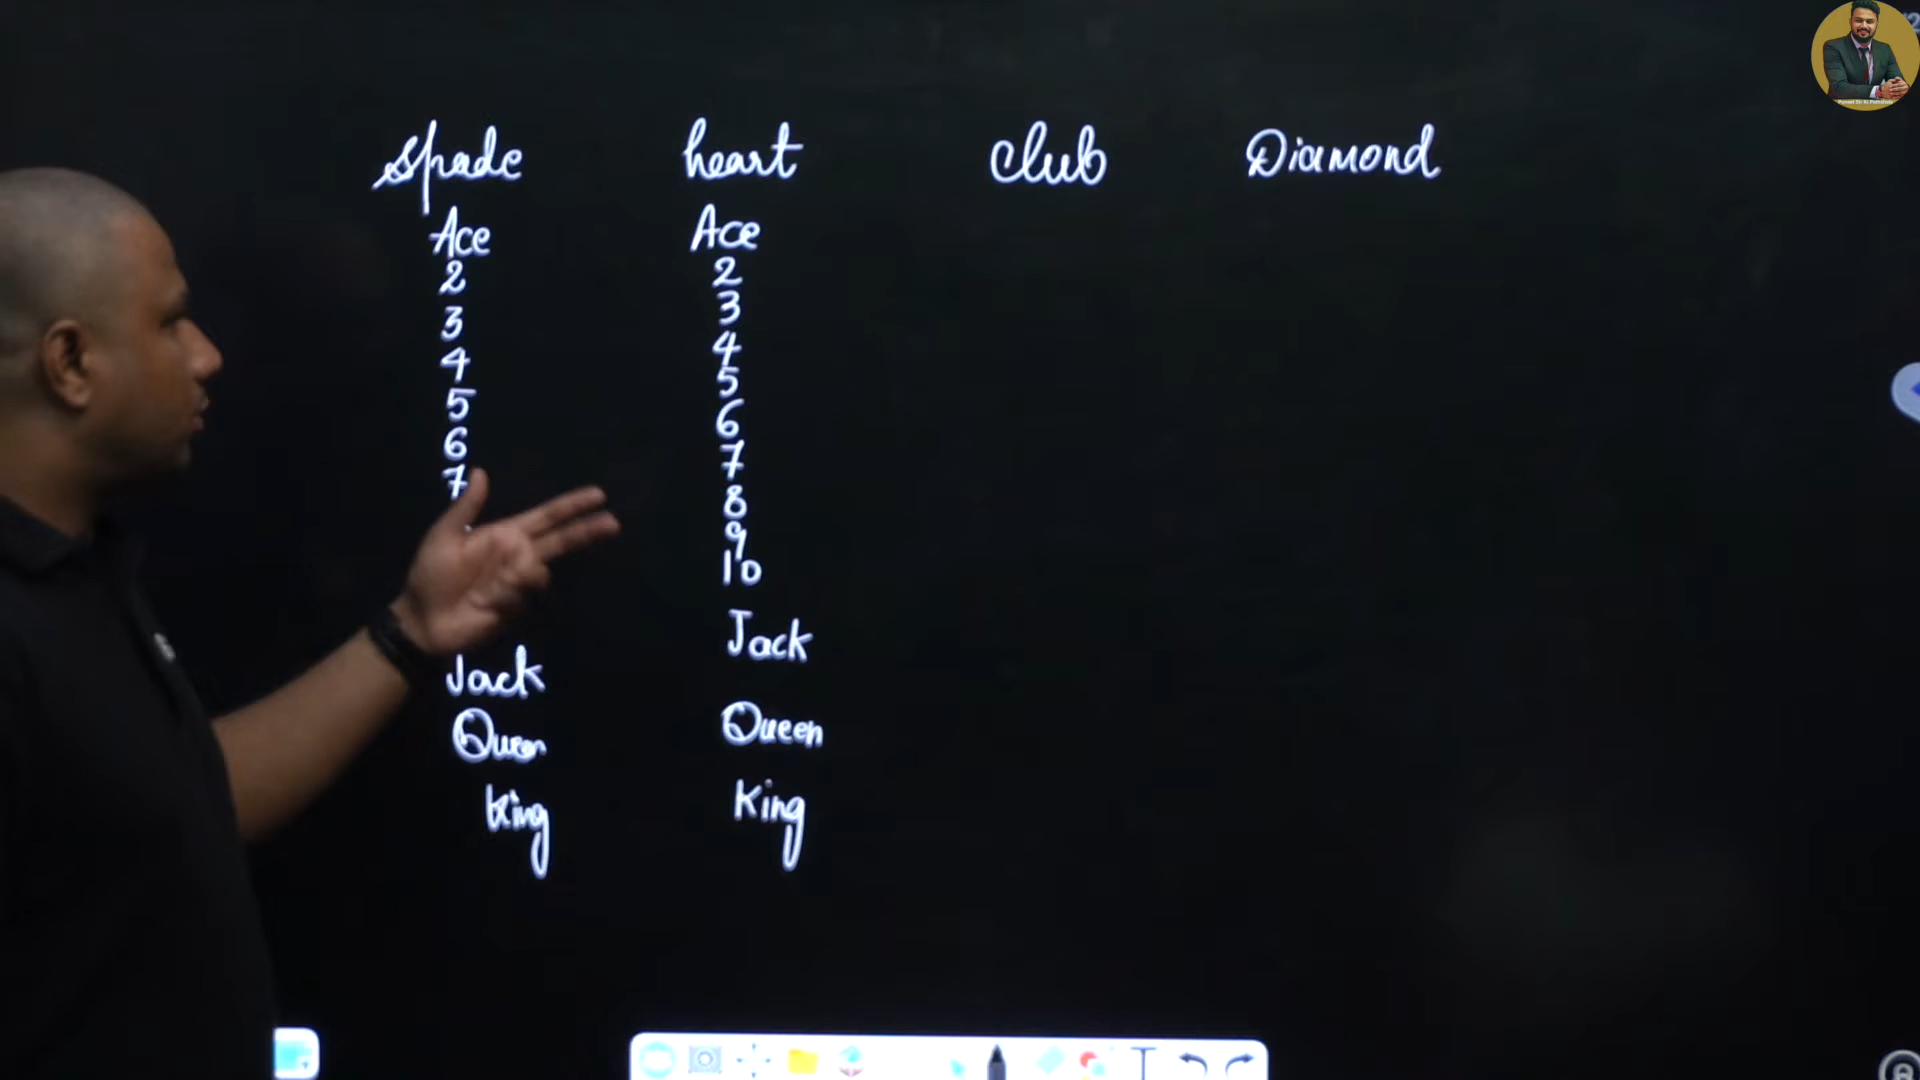 Spade heart Club Diamond
Ace Ace
2 2
3 3
4 4
5 5
6 6
7 7
8
9
10
Jack Jack
Queen Queen
King King